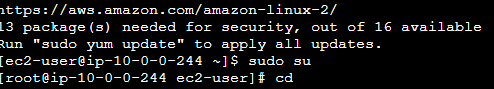 https://aws.amazon.com/amazon-linux-2/
13 package(s) needed for security, out of 16 available
Run "sudo yum update" to apply all updates.
[ec2-user@ip-10-0-0-244 ~]$ sudo su
[root@ip-10-0-0-244 ec2-user]# cd